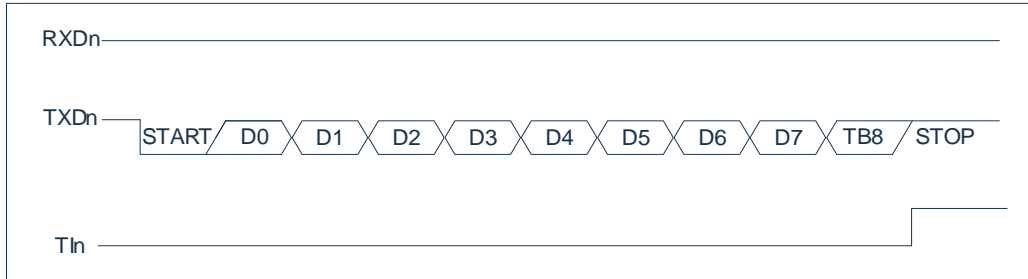 RXDn
TXDn
START D0 D1 D2 D3 D4 D5 D6 D7 TB8 STOP
TIn